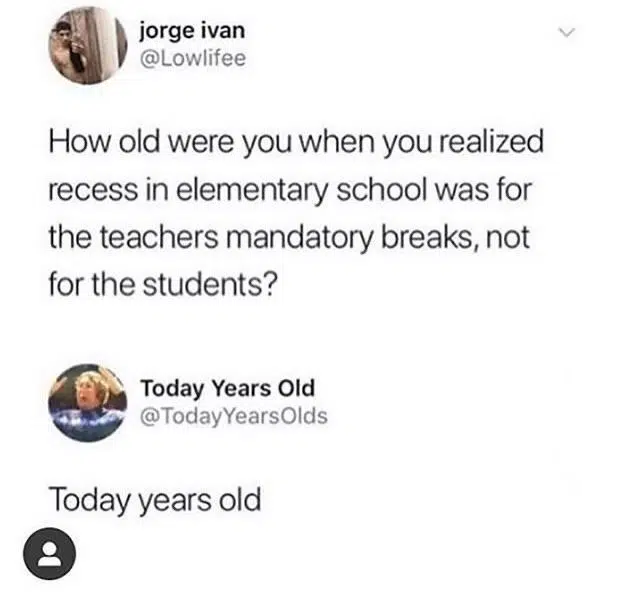 jorge ivan
@Lowlifee
How old were you when you realized
recess in elementary school was for
the teachers mandatory breaks, not
for the students?
Today Years Old
@TodayYearsOlds
Today years old